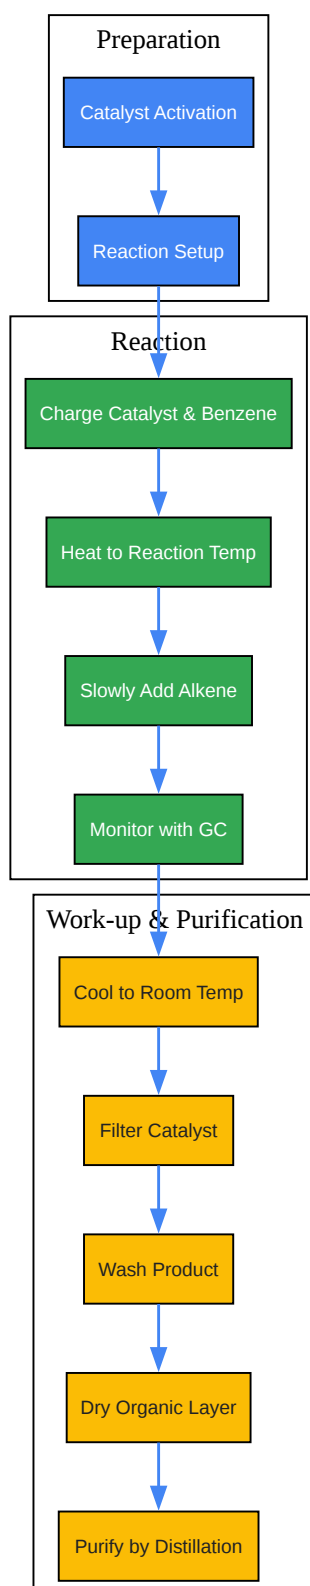 Preparation
Catalyst Activation
Reaction Setup
Reaction
Charge Catalyst & Benzene
Heat to Reaction Temp
Slowly Add Alkene
Monitor with GC
Work-up & Purification
Cool to Room Temp
Filter Catalyst
Wash Product
Dry Organic Layer
Purify by Distillation